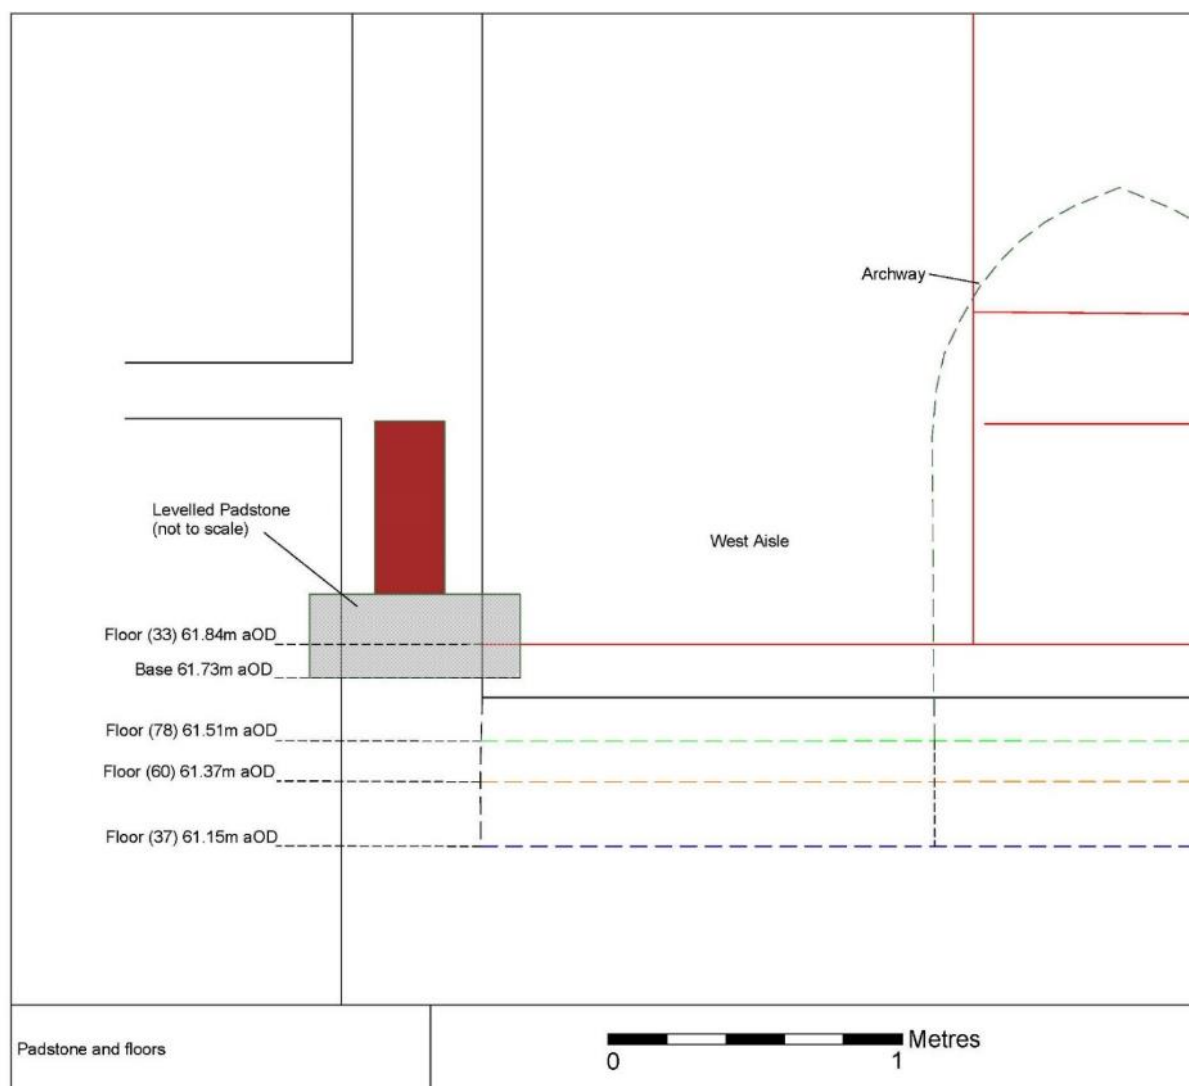 Archway
Levelled Padstone
(not to scale)
West Aisle
Floor (33) 61.84m aOD
Base 61.73m aOD
Floor (78) 61.51m aOD
Floor (60) 61.37m aOD
Floor (37) 61.15m aOD
Padstone and floors
Metres
0 1